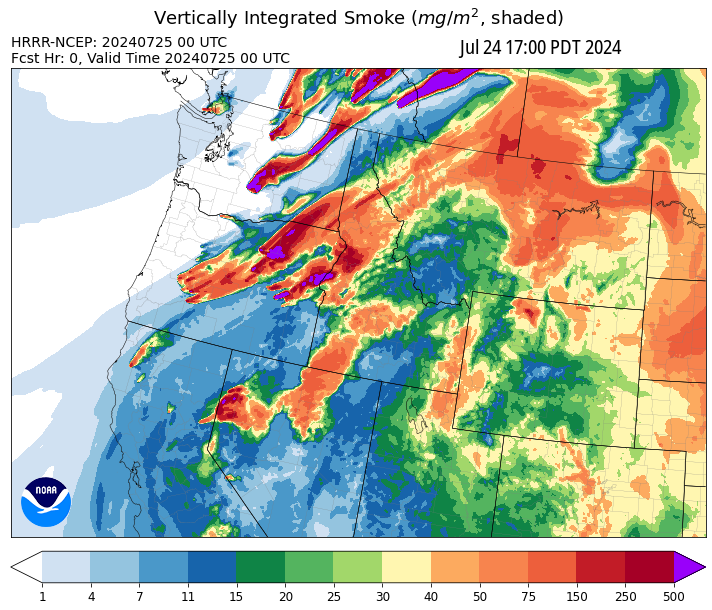 Vertically Integrated Smoke (mg/m², shaded)
HRRR-NCEP: 20240725 00 UTC
Fcst Hr: 0, Valid Time 20240725 00 UTC
Jul 24 17:00 PDT 2024
NOAA
1 4 7 11 15 20 25 30 40 50 75 150 250 500